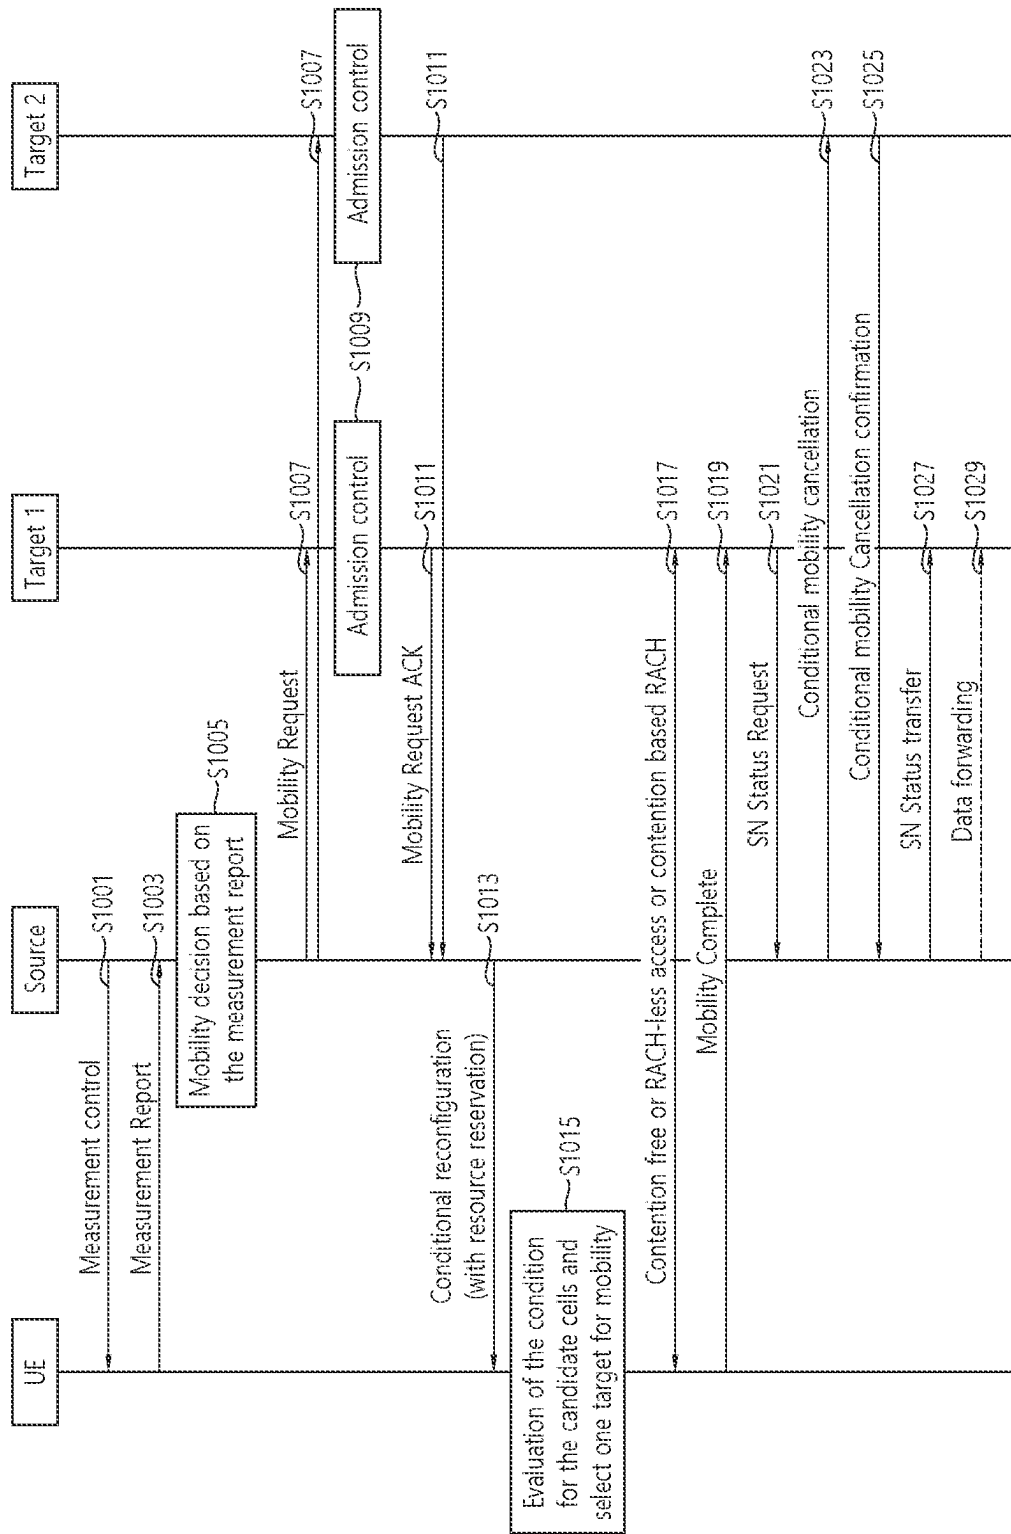 UE
Source
Target 1
Target 2
Measurement control
S1001
Measurement Report
S1003
Mobility decision based on
the measurement report
S1005
Mobility Request
S1007
S1007
Admission control
S1009
Admission control
Mobility Request ACK
S1011
S1011
Conditional reconfiguration
(with resource reservation)
S1013
Evaluation of the condition
for the candidate cells and
select one target for mobility
S1015
Contention free or RACH-less access or contention based RACH
S1017
Mobility Complete
S1019
SN Status Request
S1021
Conditional mobility cancellation
S1023
Conditional mobility Cancellation confirmation
S1025
SN Status transfer
S1027
Data forwarding
S1029